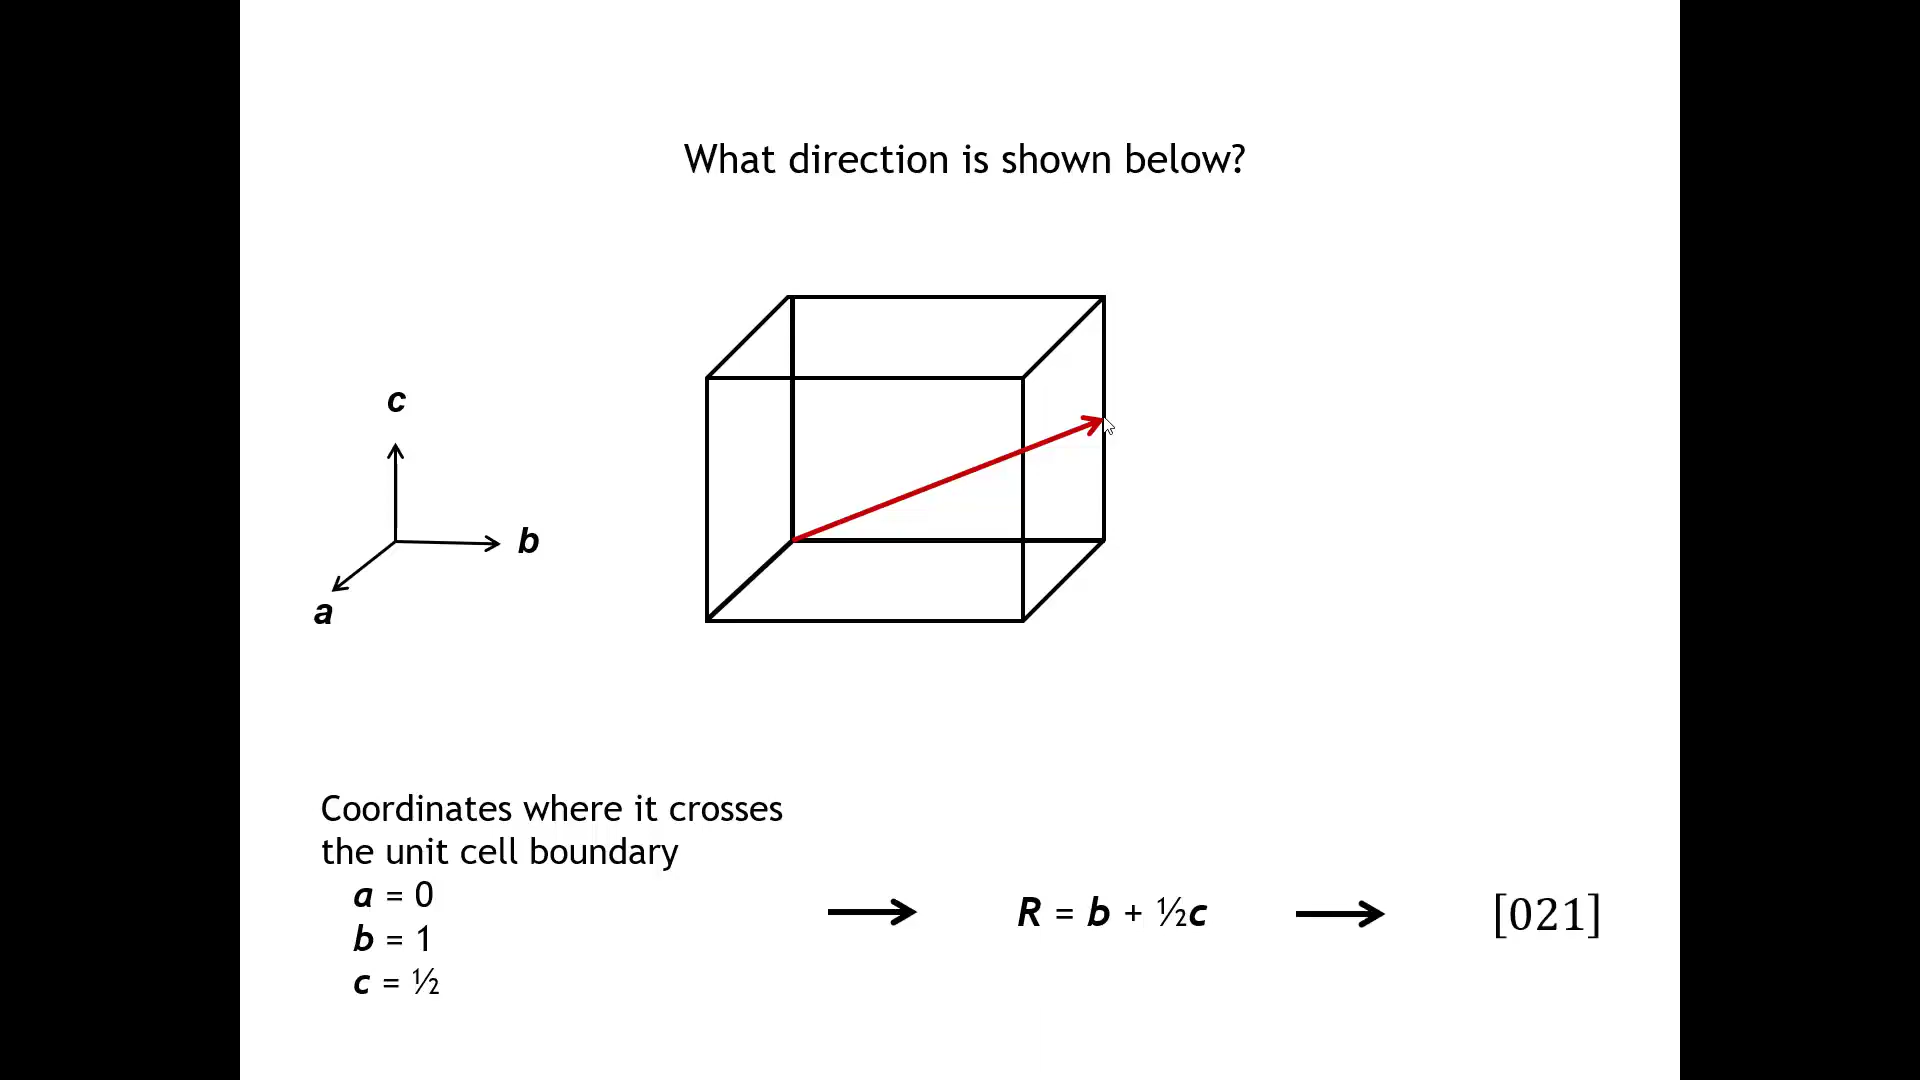 What direction is shown below?
c
b
a
Coordinates where it crosses
the unit cell boundary
a = 0
b = 1
c = ½
R = b + ½c
[021]